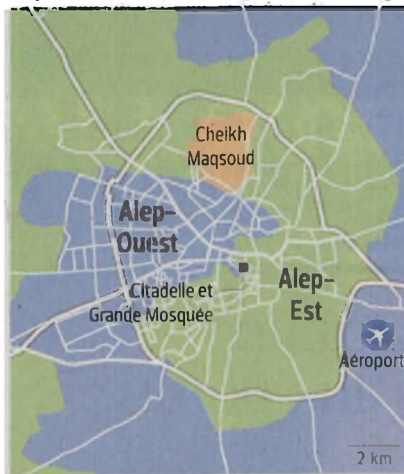 Cheikh
Maqsoud
Alep-
Ouest
Citadelle et
Grande Mosquée
Alep-
Est
Aéroport
2 km